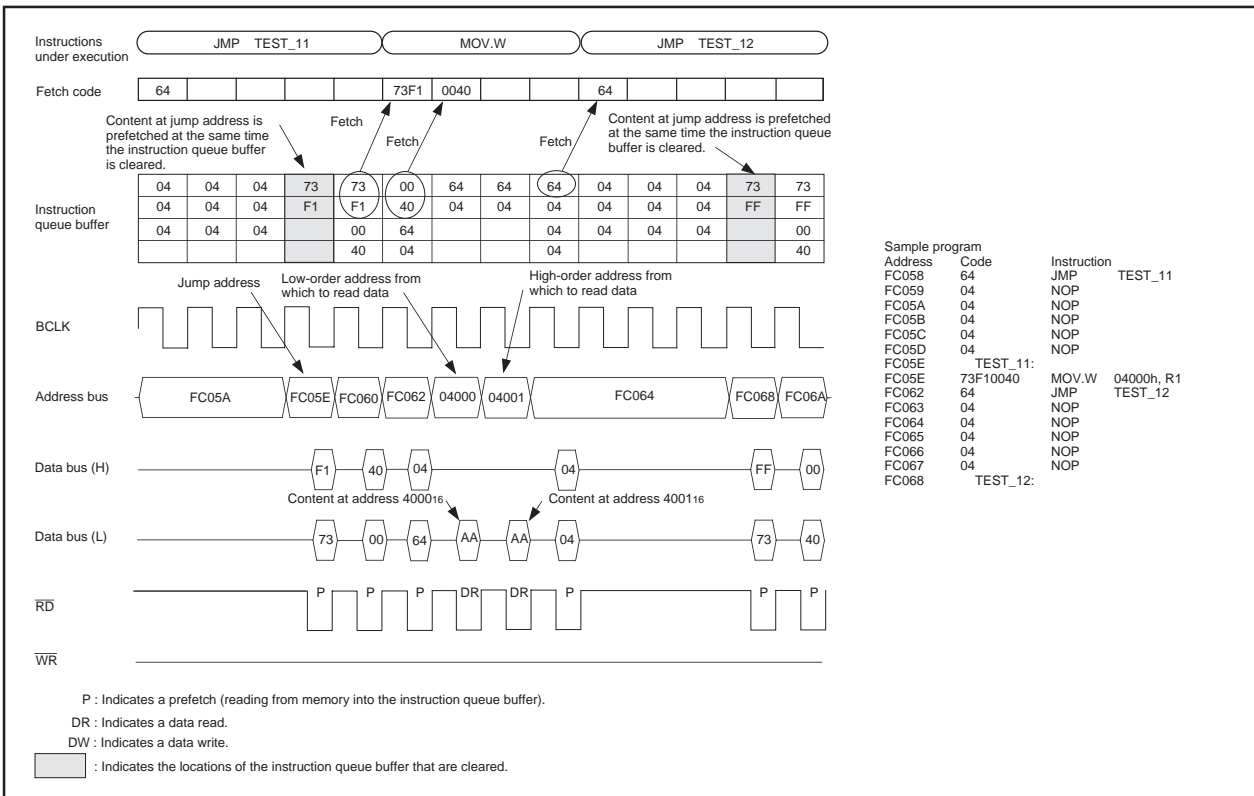 Instructions
under execution
JMP TEST_11
MOV.W
JMP TEST_12
Fetch code
64
73F1
0040
64
Content at jump address is
prefetched at the same time
the instruction queue buffer
is cleared.
Fetch
Fetch
Fetch
Content at jump address is prefetched
at the same time the instruction queue
buffer is cleared.
Instruction
queue buffer
04 04 04 73 73 00 64 64 64 04 04 04 73 73
04 04 04 F1 F1 40 04 04 04 04 04 04 FF FF
04 04 04 00 64 04 04 04 04 00
40 04 04 40
Jump address
Low-order address from
which to read data
High-order address from
which to read data
BCLK
Address bus
FC05A FC05E FC060 FC062 04000 04001 FC064 FC068 FC06A
Data bus (H)
F1 40 04 04 FF 00
Content at address 400016
Content at address 400116
Data bus (L)
73 00 64 AA AA 04 73 40
RD
P P P DR DR P P P
WR
P : Indicates a prefetch (reading from memory into the instruction queue buffer).
DR : Indicates a data read.
DW : Indicates a data write.
: Indicates the locations of the instruction queue buffer that are cleared.
Sample program
Address Code Instruction
FC058 64 JMP TEST_11
FC059 04 NOP
FC05A 04 NOP
FC05B 04 NOP
FC05C 04 NOP
FC05D 04 NOP
FC05E TEST_11:
FC05E 73F10040 MOV.W 04000h, R1
FC062 64 JMP TEST_12
FC063 04 NOP
FC064 04 NOP
FC065 04 NOP
FC066 04 NOP
FC067 04 NOP
FC068 TEST_12: